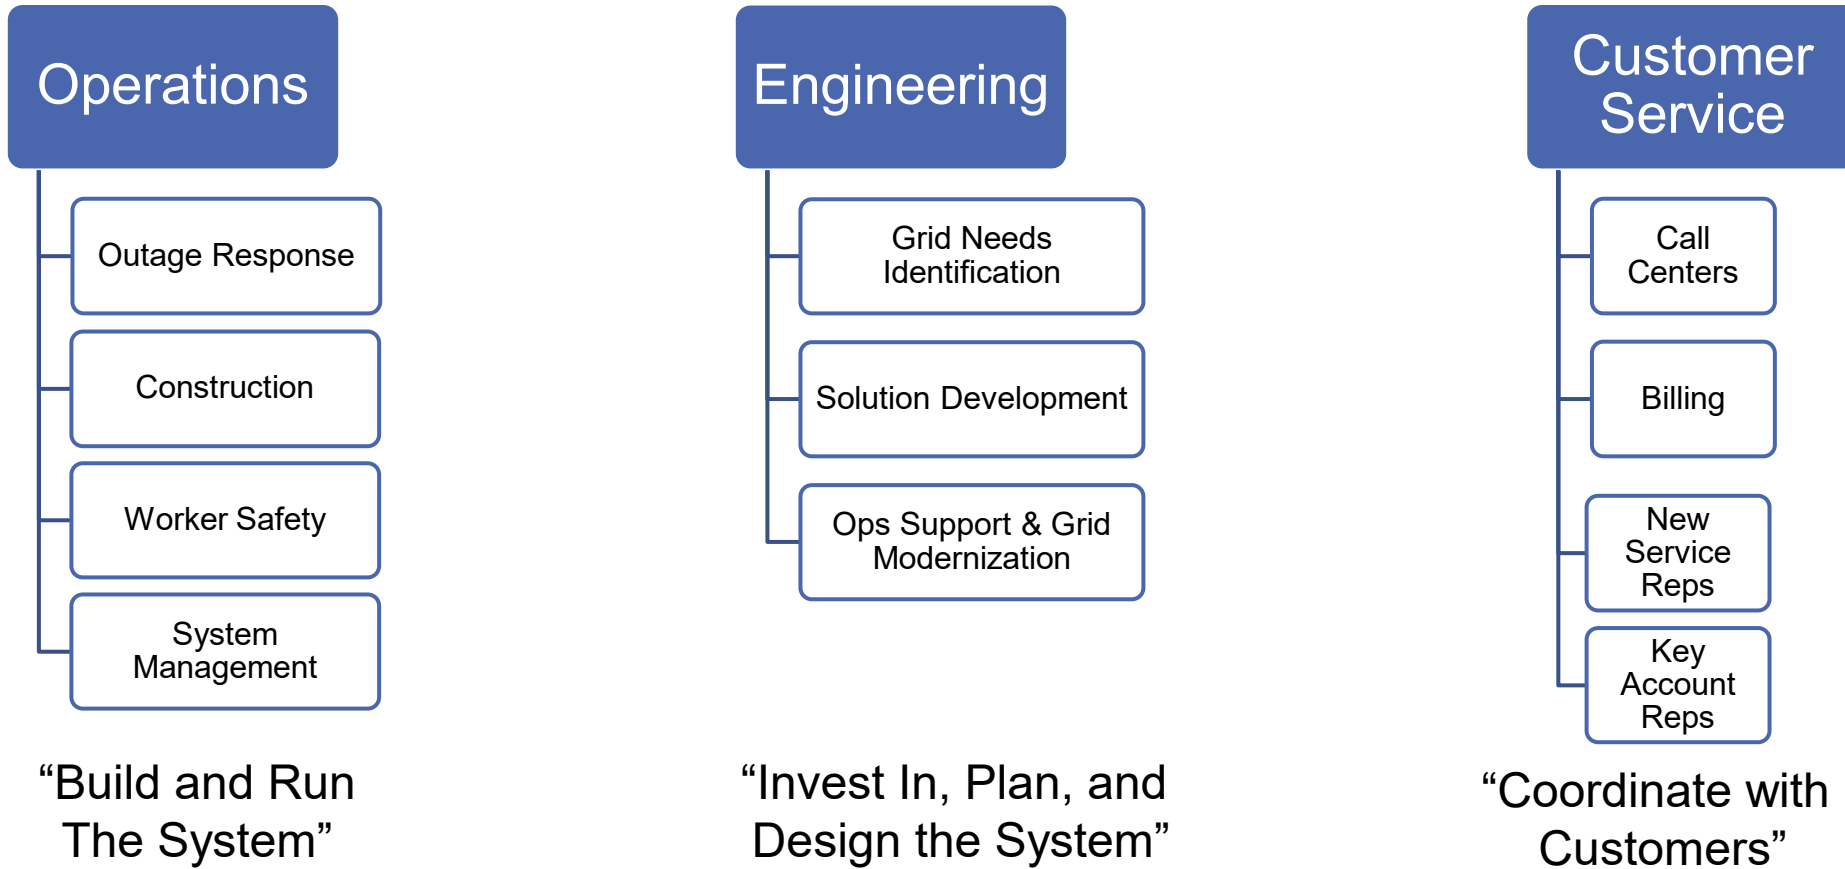 Operations
Outage Response
Construction
Worker Safety
System
Management
“Build and Run
The System”
Engineering
Grid Needs
Identification
Solution Development
Ops Support & Grid
Modernization
“Invest In, Plan, and
Design the System”
Customer
Service
Call
Centers
Billing
New
Service
Reps
Key
Account
Reps
“Coordinate with
Customers”